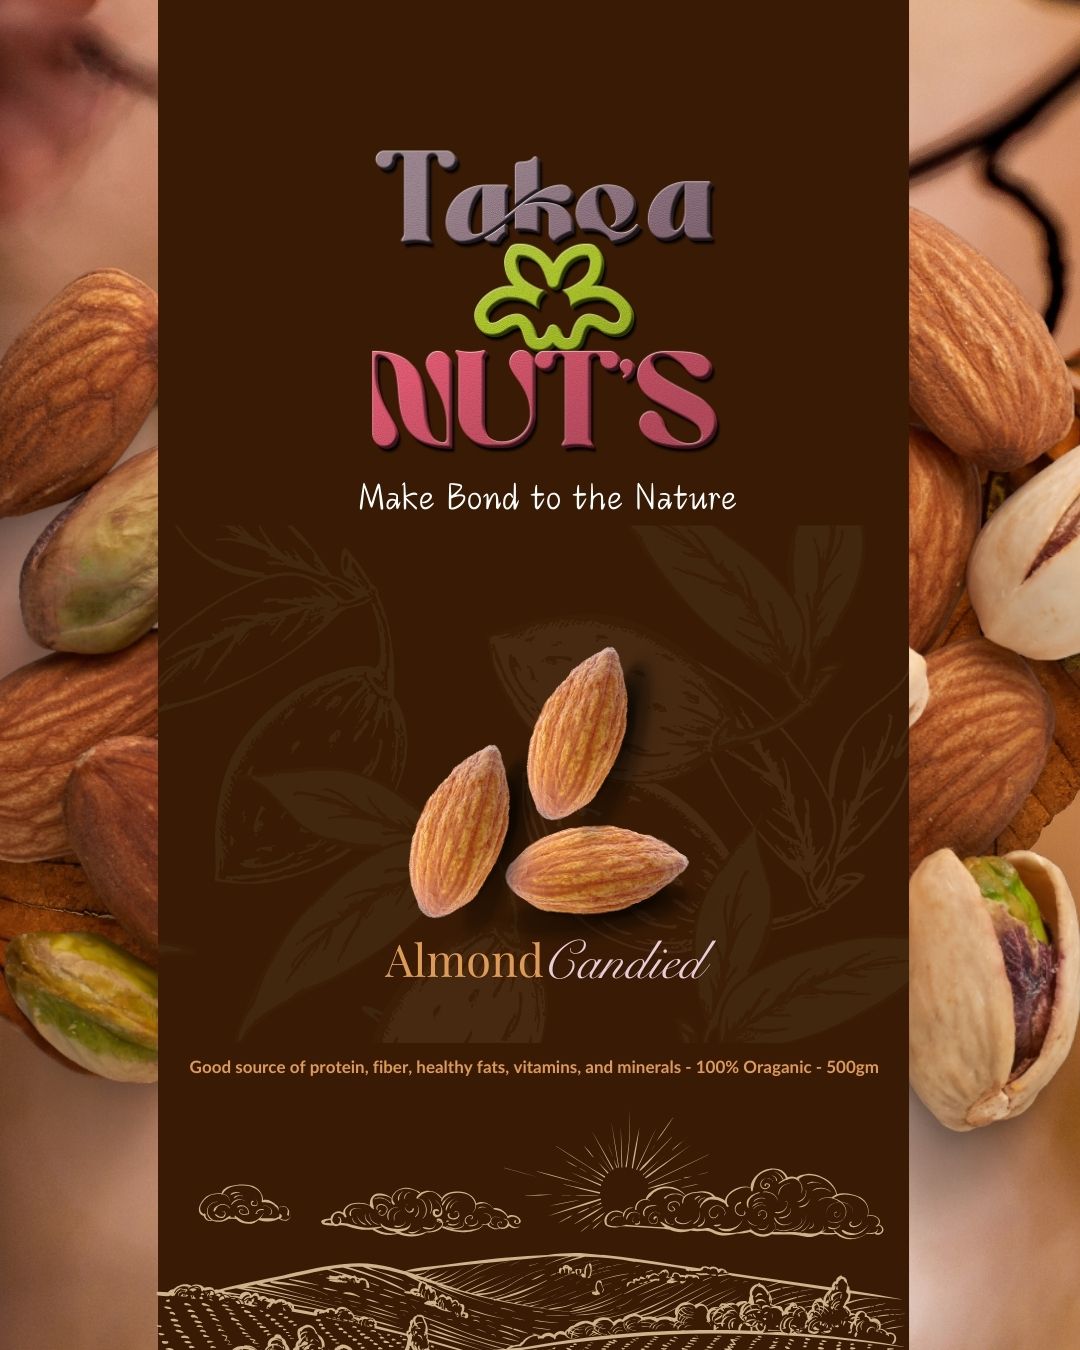 Takea
NUT'S
Make Bond to the Nature
Almond Candied
Good source of protein, fiber, healthy fats, vitamins, and minerals - 100% Oraganic - 500gm